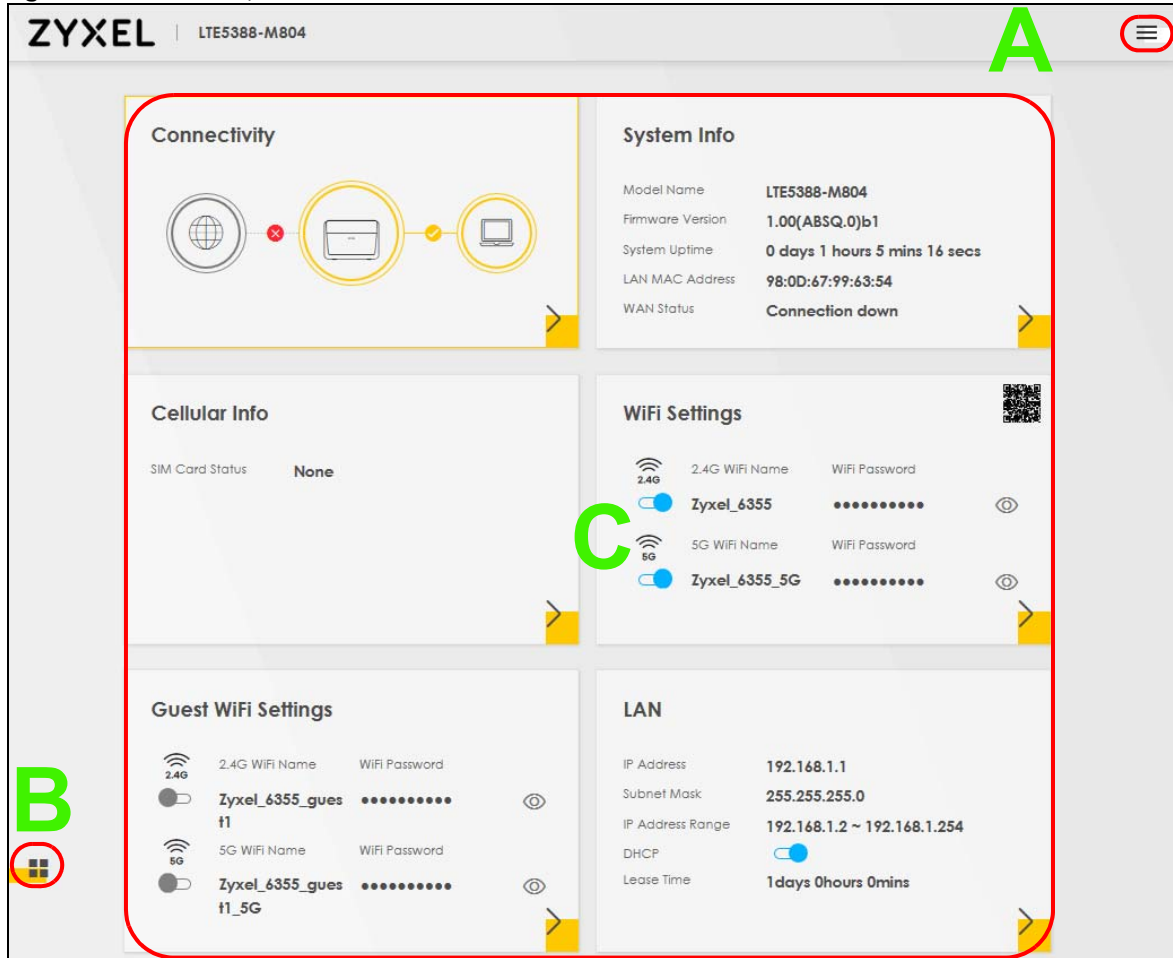 ZYXEL | LTE5388-M804
A
Connectivity
System Info
Model Name LTE5388-M804
Firmware Version 1.00(ABSQ.0)b1
System Uptime 0 days 1 hours 5 mins 16 secs
LAN MAC Address 98:0D:67:99:63:54
WAN Status Connection down
Cellular Info
SIM Card Status None
WiFi Settings
2.4G 2.4G WiFi Name WiFi Password
Zyxel_6355 ●●●●●●●●●●
C
5G 5G WiFi Name WiFi Password
Zyxel_6355_5G ●●●●●●●●●●
Guest WiFi Settings
2.4G 2.4G WiFi Name WiFi Password
Zyxel_6355_gues ●●●●●●●●●●
t1
5G 5G WiFi Name WiFi Password
Zyxel_6355_gues ●●●●●●●●●●
t1_5G
B
LAN
IP Address 192.168.1.1
Subnet Mask 255.255.255.0
IP Address Range 192.168.1.2 ~ 192.168.1.254
DHCP
Lease Time 1days 0hours 0mins